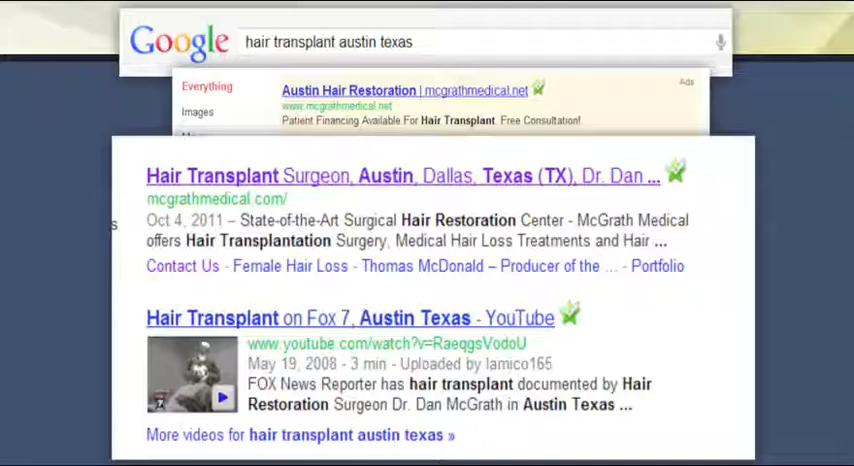 Google hair transplant austin texas
Everything
Austin Hair Restoration | mcgrathmedical.net
Ads
www.mcgrathmedical.net
Images
Patient Financing Available For Hair Transplant. Free Consultation!
Hair Transplant Surgeon, Austin, Dallas, Texas (TX), Dr. Dan ...
mcgrathmedical.com/
s
Oct 4, 2011 – State-of-the-Art Surgical Hair Restoration Center - McGrath Medical
offers Hair Transplantation Surgery, Medical Hair Loss Treatments and Hair ...
Contact Us - Female Hair Loss - Thomas McDonald – Producer of the ... - Portfolio
Hair Transplant on Fox 7, Austin Texas - YouTube
www.youtube.com/watch?v=RaeqgsVodoU
May 19, 2008 - 3 min - Uploaded by lamico165
FOX News Reporter has hair transplant documented by Hair
Restoration Surgeon Dr. Dan McGrath in Austin Texas ...
More videos for hair transplant austin texas »